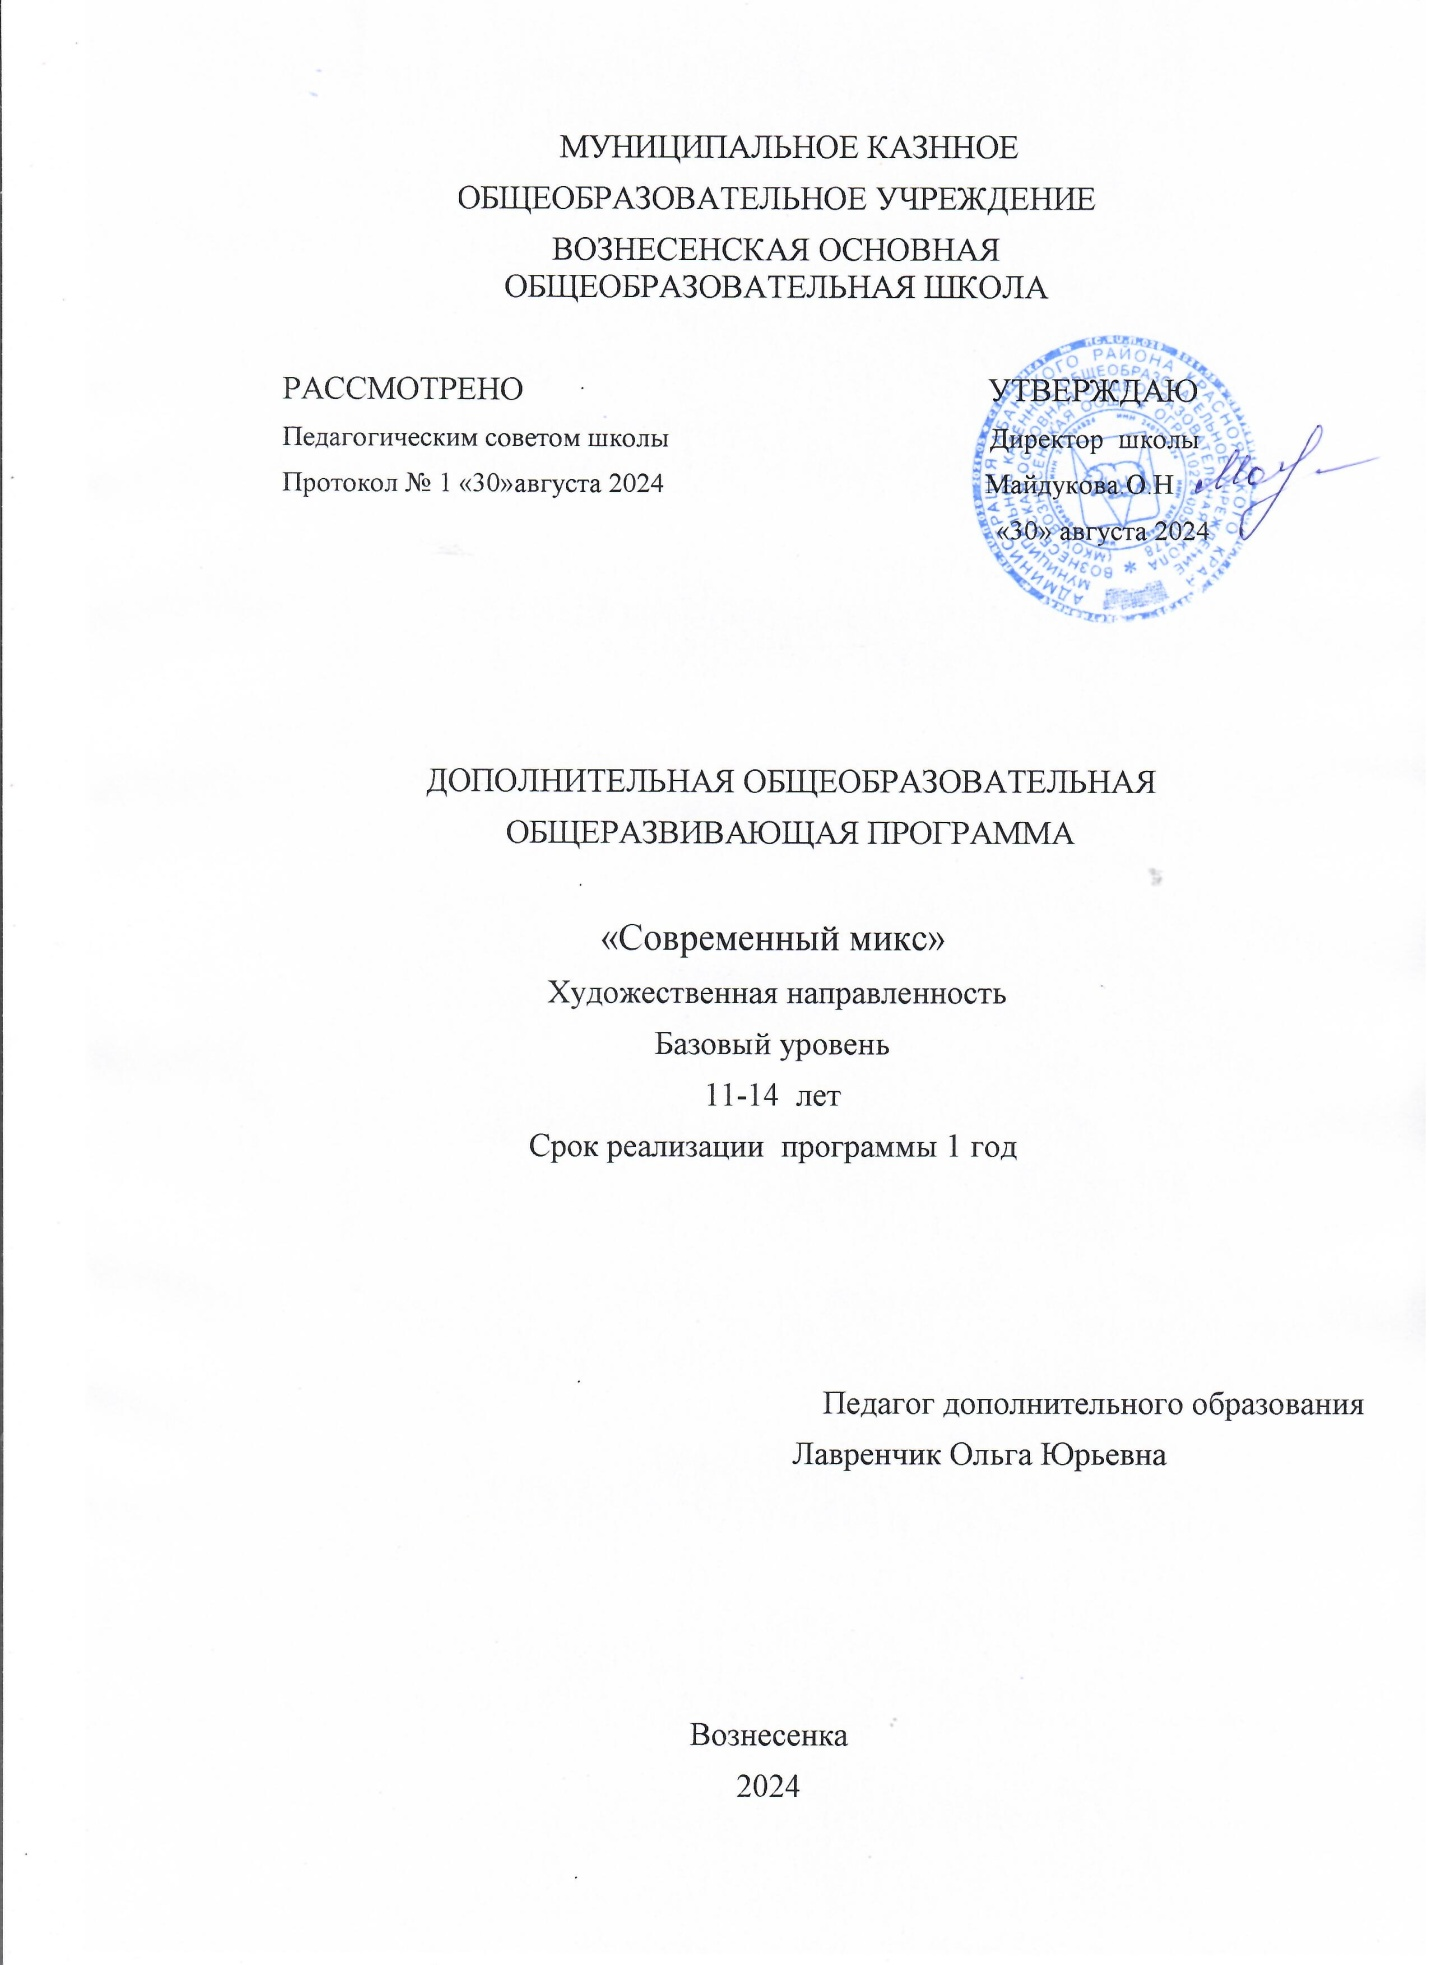 МУНИЦИПАЛЬНОЕ КАЗННОЕ
ОБЩЕОБРАЗОВАТЕЛЬНОЕ УЧРЕЖДЕНИЕ
ВОЗНЕСЕНСКАЯ ОСНОВНАЯ
ОБЩЕОБРАЗОВАТЕЛЬНАЯ ШКОЛА
РАССМОТРЕНО
Педагогическим советом школы
Протокол № 1 «30»августа 2024
УТВЕРЖДАЮ
Директор школы
Майдукова О.Н
«30» августа 2024
ДОПОЛНИТЕЛЬНАЯ ОБЩЕОБРАЗОВАТЕЛЬНАЯ
ОБЩЕРАЗВИВАЮЩАЯ ПРОГРАММА
«Современный микс»
Художественная направленность
Базовый уровень
11-14 лет
Срок реализации программы 1 год
Педагог дополнительного образования
Лавренчик Ольга Юрьевна
Вознесенка
2024